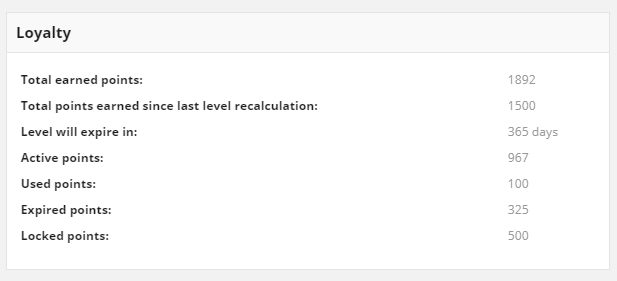 Loyalty
Total earned points: 1892
Total points earned since last level recalculation: 1500
Level will expire in: 365 days
Active points: 967
Used points: 100
Expired points: 325
Locked points: 500